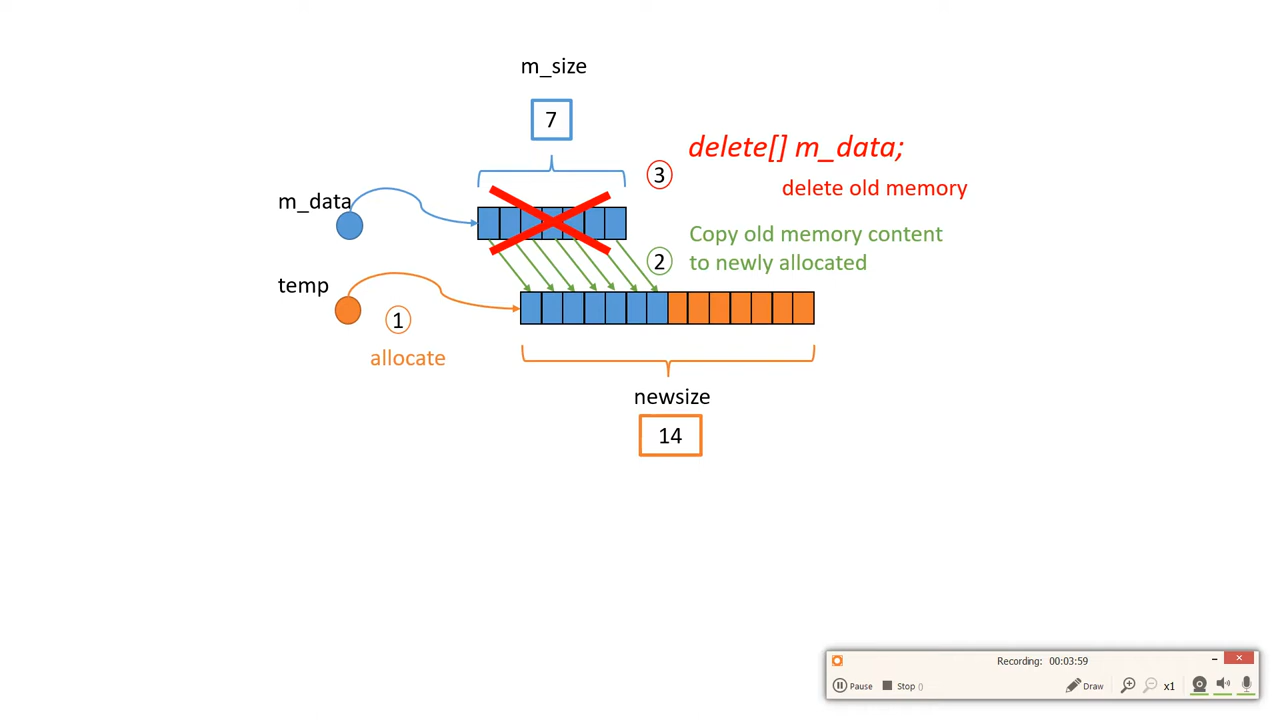 m_size
7
delete[] m_data;
3
delete old memory
m_data
Copy old memory content
2
to newly allocated
temp
1
allocate
newsize
14
Recording: 00:03:59
Pause
Stop ()
Draw
x1